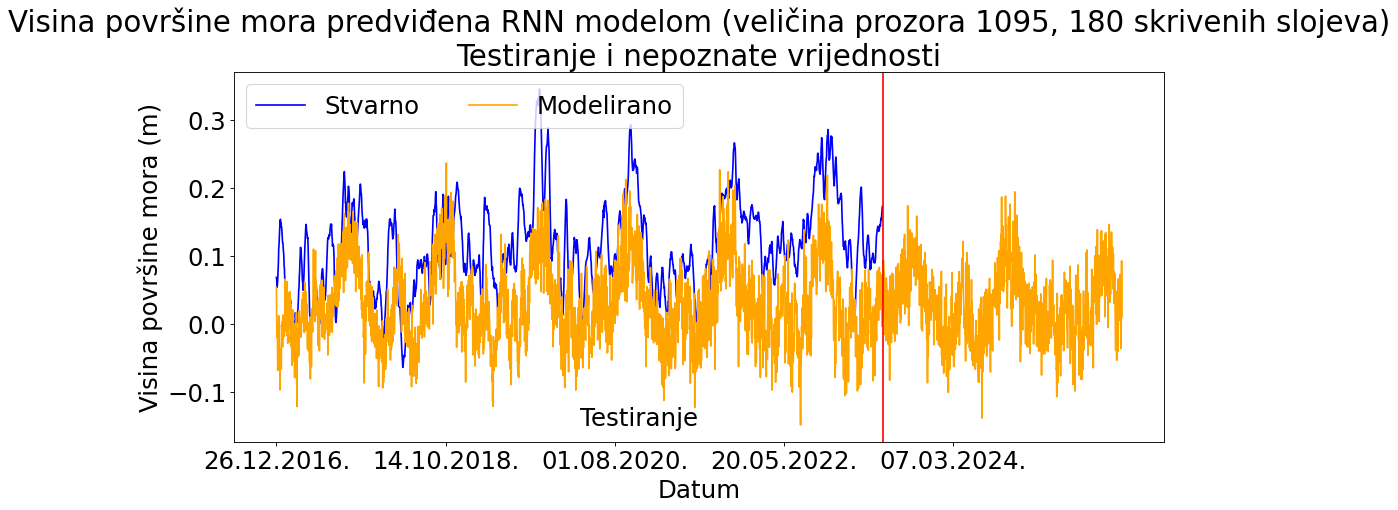 Visina površine mora predviđena RNN modelom (veličina prozora 1095, 180 skrivenih slojeva)
Testiranje i nepoznate vrijednosti
Stvarno
Modelirano
Visina površine mora (m)
0.3
0.2
0.1
0.0
−0.1
Testiranje
26.12.2016.
14.10.2018.
01.08.2020.
20.05.2022.
07.03.2024.
Datum